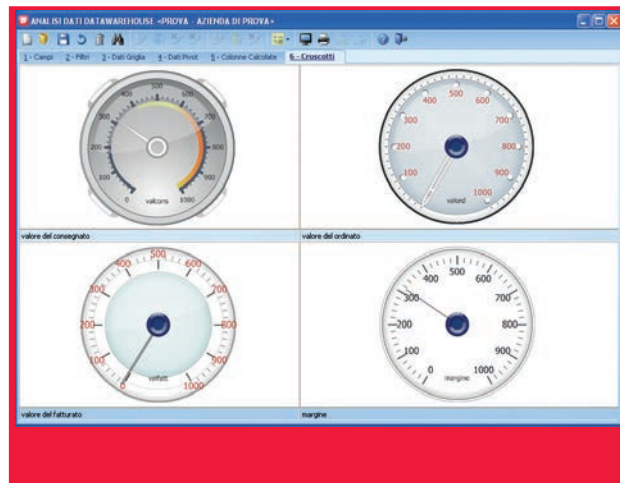 ANALISI DATI DATAWAREHOUSE <PROVA - AZIENDA DI PROVA>
1 - Campi 2 - Filtri 3 - Dati Griglia 4 - Dati Pivot 5 - Colonne Calcolate 6 - Cruscotti
0 100 200 300 400 500 600 700 800 900 1000
valcons
100 200 300 400 500 600 700 800 900 1000
valord
valore del consegnato
valore del ordinato
0 100 200 300 400 500 600 700 800 900 1000
valfatt
0 100 200 300 400 500 600 700 800 900 1000
margine
valore del fatturato
margine